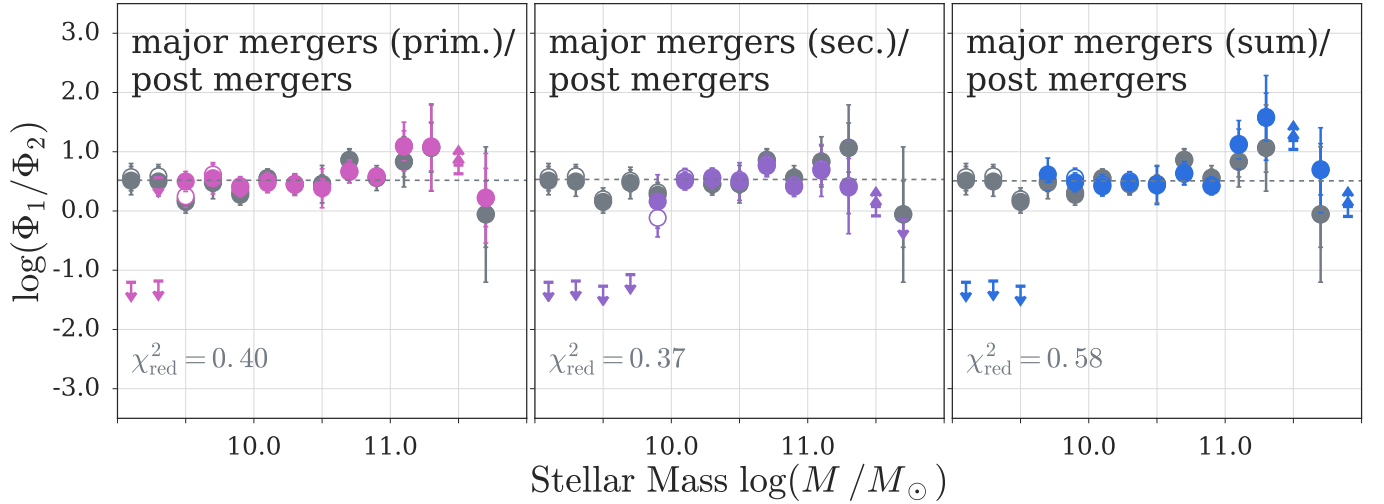 major mergers (prim.)/
post mergers
major mergers (sec.)/
post mergers
major mergers (sum)/
post mergers
log(Φ₁/Φ₂)
3.0
2.0
1.0
0.0
-1.0
-2.0
-3.0
χ²red = 0.40
χ²red = 0.37
χ²red = 0.58
10.0 11.0
10.0 11.0
10.0 11.0
Stellar Mass log(M /M☉)